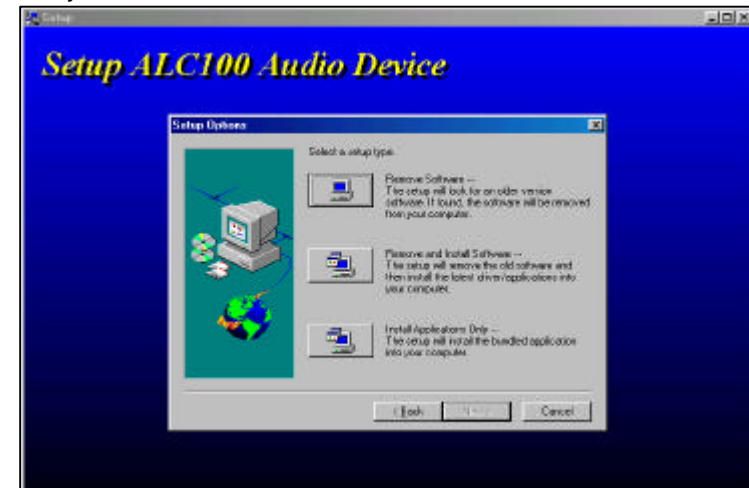 Setup
Setup ALC100 Audio Device
Setup Options
Select a setup type.
Remove Software --
The setup will look for an older version
software. If found, the software will be removed
from your computer.
Remove and Install Software --
The setup will remove the old software and
then install the latest driver/applications into
your computer.
Install Applications Only --
The setup will install the bundled application
into your computer.
< Back
Cancel